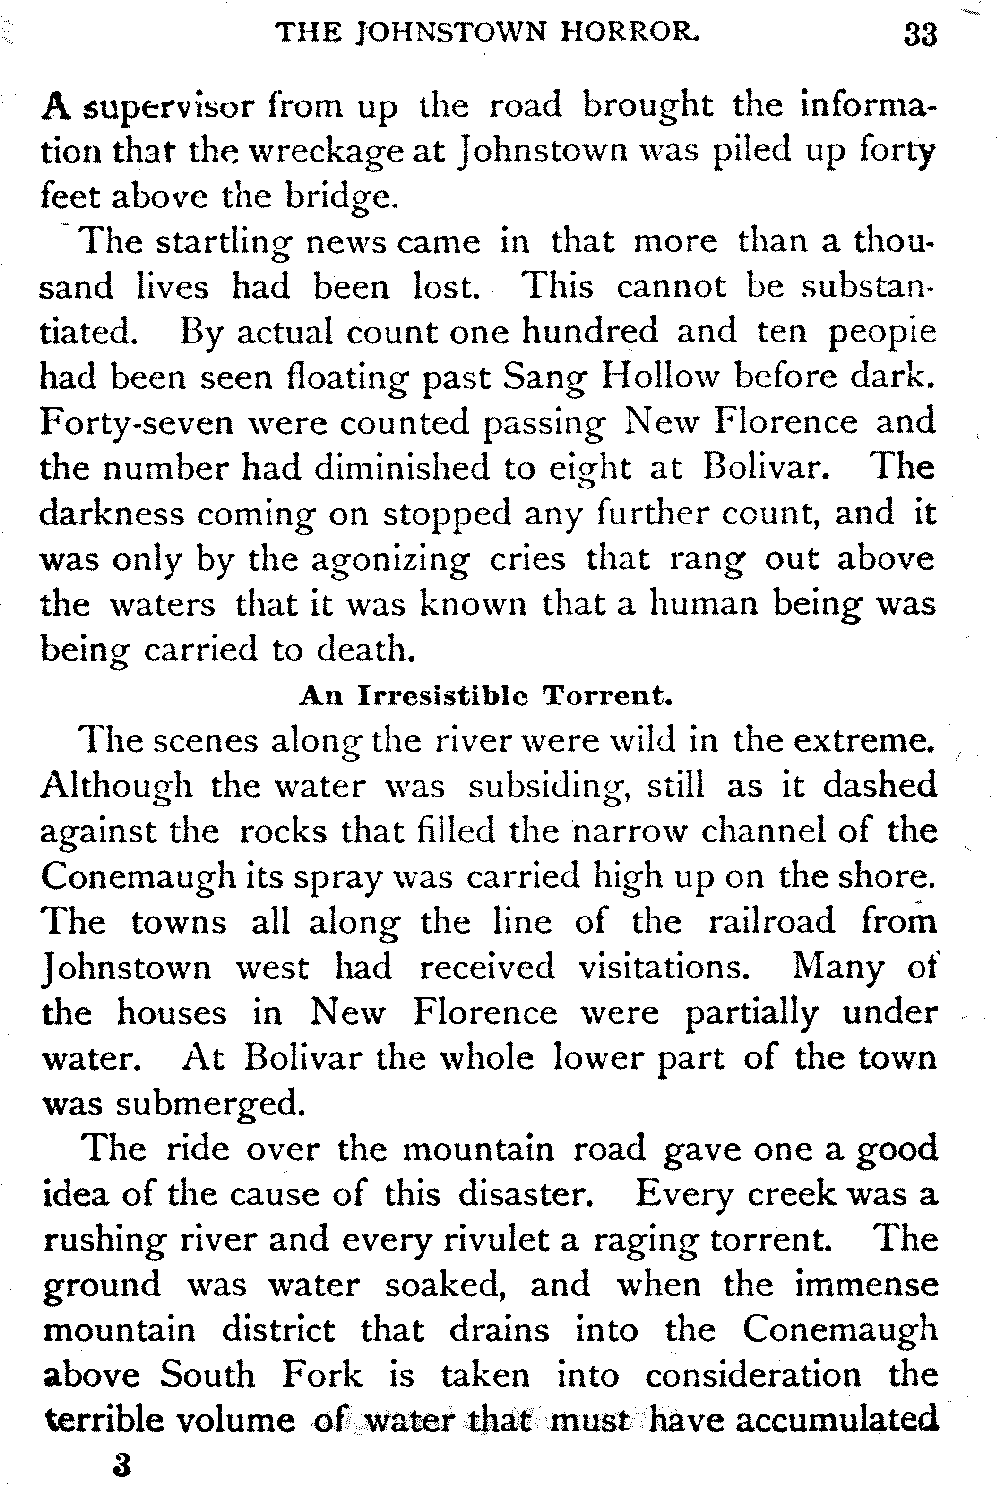 THE JOHNSTOWN HORROR. 33
A supervisor from up the road brought the informa-
tion that the wreckage at Johnstown was piled up forty
feet above the bridge.
The startling news came in that more than a thou-
sand lives had been lost. This cannot be substan-
tiated. By actual count one hundred and ten people
had been seen floating past Sang Hollow before dark.
Forty-seven were counted passing New Florence and
the number had diminished to eight at Bolivar. The
darkness coming on stopped any further count, and it
was only by the agonizing cries that rang out above
the waters that it was known that a human being was
being carried to death.
An Irresistible Torrent.
The scenes along the river were wild in the extreme.
Although the water was subsiding, still as it dashed
against the rocks that filled the narrow channel of the
Conemaugh its spray was carried high up on the shore.
The towns all along the line of the railroad from
Johnstown west had received visitations. Many of
the houses in New Florence were partially under
water. At Bolivar the whole lower part of the town
was submerged.
The ride over the mountain road gave one a good
idea of the cause of this disaster. Every creek was a
rushing river and every rivulet a raging torrent. The
ground was water soaked, and when the immense
mountain district that drains into the Conemaugh
above South Fork is taken into consideration the
terrible volume of water that must have accumulated
3